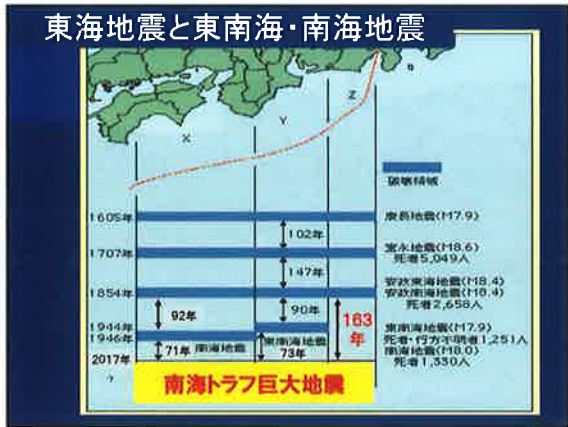 東海地震と東南海・南海地震
X
Y
Z
破壊領域
1605年
慶長地震(M7.9)
102年
1707年
宝永地震(M8.6)
死者5,049人
147年
1854年
安政東海地震(M8.4)
安政南海地震(M8.4)
死者2,658人
92年
90年
163年
1944年
東南海地震(M7.9)
死者・行方不明者1,251人
1946年
南海地震(M8.0)
死者1,330人
71年
南海地震
東南海地震
73年
2017年
?
南海トラフ巨大地震